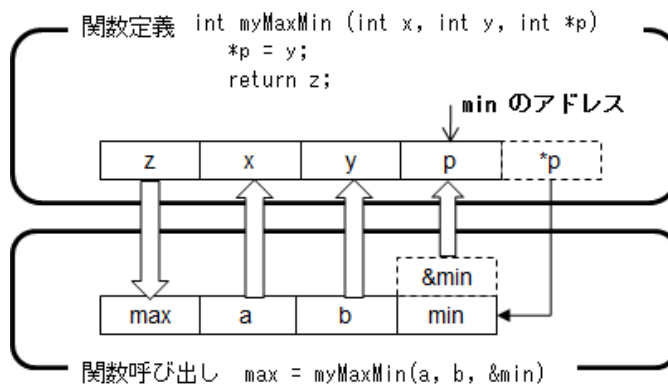 関数定義 int myMaxMin (int x, int y, int *p)
*p = y;
return z;
min のアドレス
z x y p *p
&min
max a b min
関数呼び出し max = myMaxMin(a, b, &min)